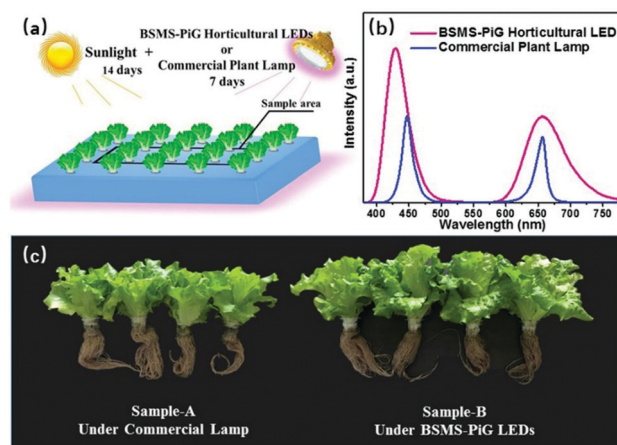 (a)
BSMS-PiG Horticultural LEDs
Sunlight + or
14 days Commercial Plant Lamp
7 days
Sample area
(b)
BSMS-PiG Horticultural LED
Commercial Plant Lamp
Intensity (a.u.)
400 450 500 550 600 650 700 750
Wavelength (nm)
(c)
Sample-A
Under Commercial Lamp
Sample-B
Under BSMS-PiG LEDs